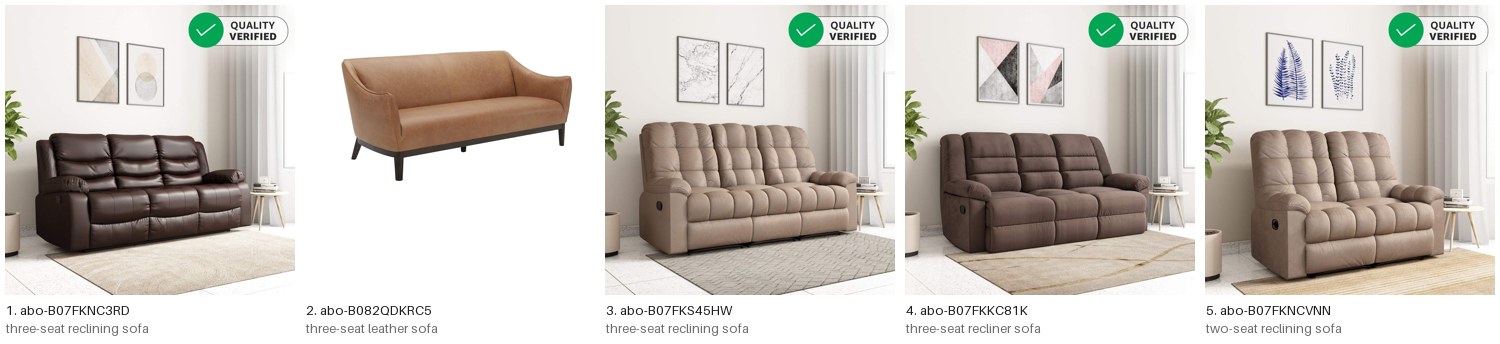 QUALITY
VERIFIED
QUALITY
VERIFIED
QUALITY
VERIFIED
QUALITY
VERIFIED
1. abo-B07FKNC3RD
three-seat reclining sofa
2. abo-B082QDKRC5
three-seat leather sofa
3. abo-B07FKS45HW
three-seat reclining sofa
4. abo-B07FKKC81K
three-seat recliner sofa
5. abo-B07FKNCVNN
two-seat reclining sofa